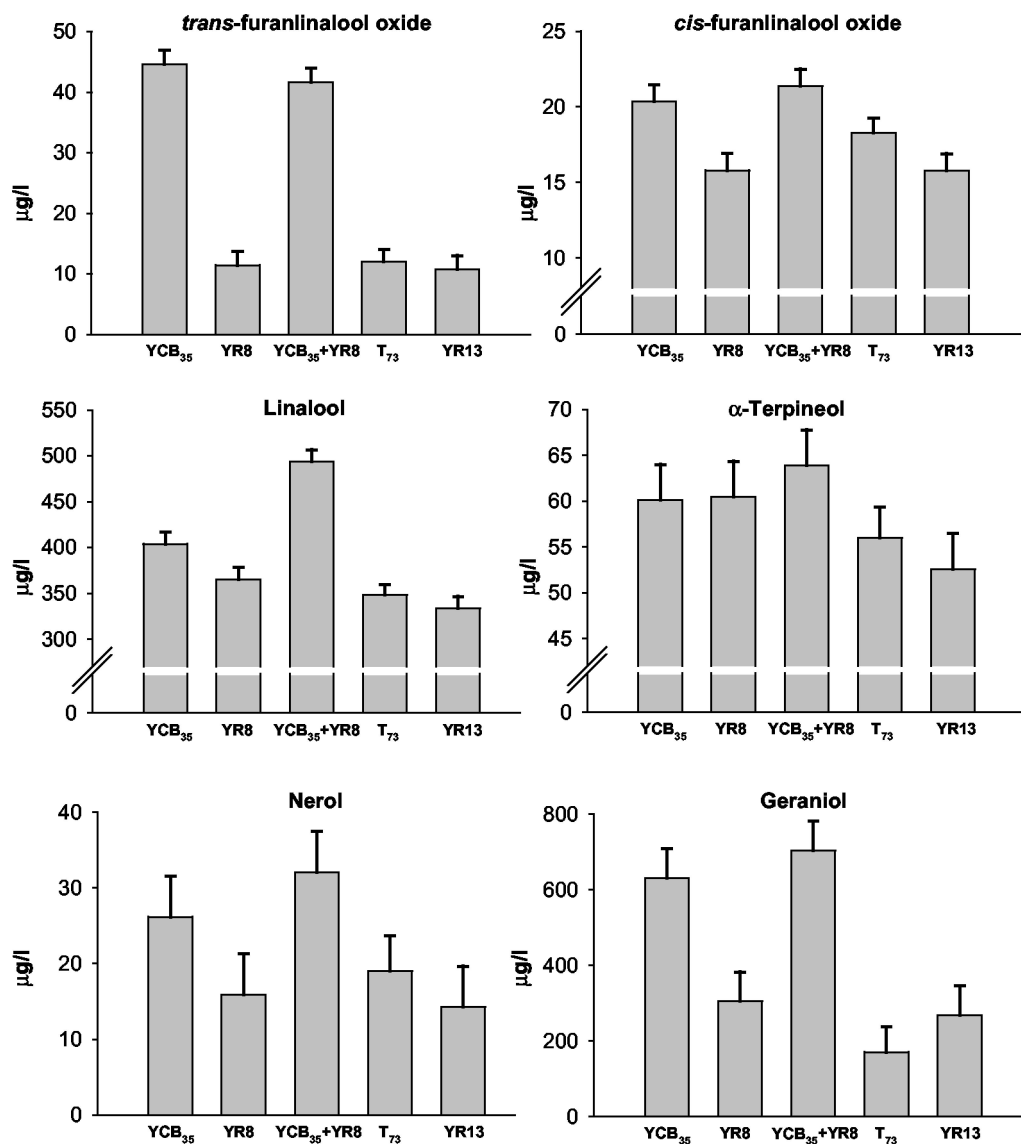 trans-furanlinalool oxide
50
40
30
20
10
0
µg/l
YCB35 YR8 YCB35+YR8 T73 YR13
cis-furanlinalool oxide
25
20
15
10
0
µg/l
YCB35 YR8 YCB35+YR8 T73 YR13
Linalool
550
500
450
400
350
300
0
µg/l
YCB35 YR8 YCB35+YR8 T73 YR13
α-Terpineol
70
65
60
55
50
45
0
µg/l
YCB35 YR8 YCB35+YR8 T73 YR13
Nerol
40
30
20
10
0
µg/l
YCB35 YR8 YCB35+YR8 T73 YR13
Geraniol
800
600
400
200
0
µg/l
YCB35 YR8 YCB35+YR8 T73 YR13